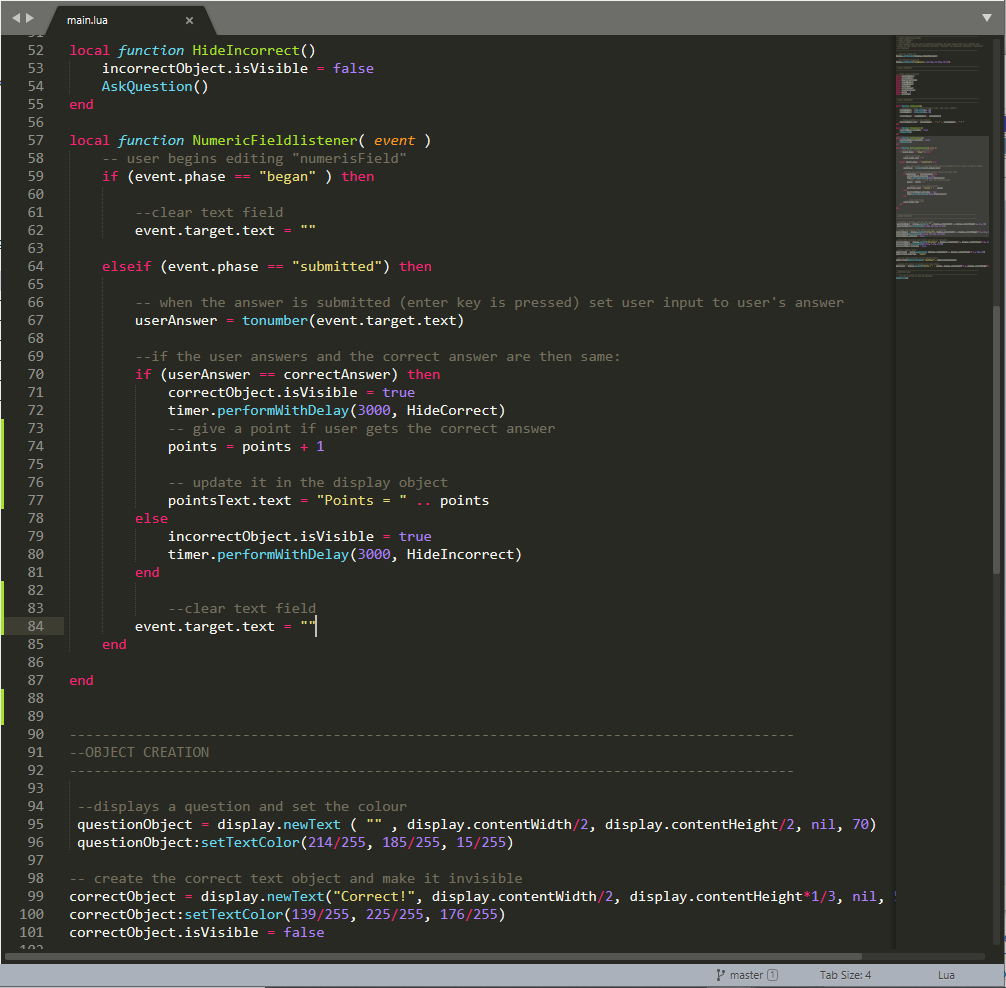 main.lua
52 local function HideIncorrect()
53     incorrectObject.isVisible = false
54     AskQuestion()
55 end
56
57 local function NumericFieldlistener( event )
58     -- user begins editing "numerisField"
59     if (event.phase == "began" ) then
60
61         --clear text field
62         event.target.text = ""
63
64     elseif (event.phase == "submitted") then
65
66         -- when the answer is submitted (enter key is pressed) set user input to user's answer
67         userAnswer = tonumber(event.target.text)
68
69         --if the user answers and the correct answer are then same:
70         if (userAnswer == correctAnswer) then
71             correctObject.isVisible = true
72             timer.performWithDelay(3000, HideCorrect)
73             -- give a point if user gets the correct answer
74             points = points + 1
75
76             -- update it in the display object
77             pointsText.text = "Points = " .. points
78         else
79             incorrectObject.isVisible = true
80             timer.performWithDelay(3000, HideIncorrect)
81         end
82
83             --clear text field
84         event.target.text = ""
85     end
86
87 end
88
89
90 ----------------------------------------------------------------------------------------
91 --OBJECT CREATION
92 ----------------------------------------------------------------------------------------
93
94  --displays a question and set the colour
95  questionObject = display.newText ( "" , display.contentWidth/2, display.contentHeight/2, nil, 70)
96  questionObject:setTextColor(214/255, 185/255, 15/255)
97
98 -- create the correct text object and make it invisible
99 correctObject = display.newText("Correct!", display.contentWidth/2, display.contentHeight*1/3, nil,
100 correctObject:setTextColor(139/255, 225/255, 176/255)
101 correctObject.isVisible = false
master 1 Tab Size: 4 Lua